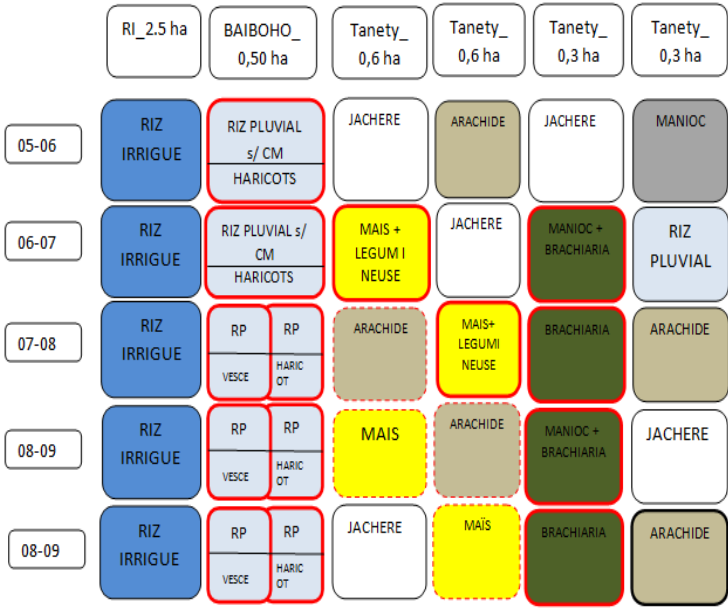 RI_2.5 ha
BAIBOHO_
0,50 ha
Tanety_
0,6 ha
Tanety_
0,6 ha
Tanety_
0,3 ha
Tanety_
0,3 ha
05-06
RIZ
IRRIGUE
RIZ PLUVIAL
s/ CM
HARICOTS
JACHERE
ARACHIDE
JACHERE
MANIOC
06-07
RIZ
IRRIGUE
RIZ PLUVIAL s/
CM
HARICOTS
MAIS +
LEGUM I
NEUSE
JACHERE
MANIOC +
BRACHIARIA
RIZ
PLUVIAL
07-08
RIZ
IRRIGUE
RP
RP
VESCE
HARIC
OT
ARACHIDE
MAIS+
LEGUMI
NEUSE
BRACHIARIA
ARACHIDE
08-09
RIZ
IRRIGUE
RP
RP
VESCE
HARIC
OT
MAIS
ARACHIDE
MANIOC +
BRACHIARIA
JACHERE
08-09
RIZ
IRRIGUE
RP
RP
VESCE
HARIC
OT
JACHERE
MAÏS
BRACHIARIA
ARACHIDE